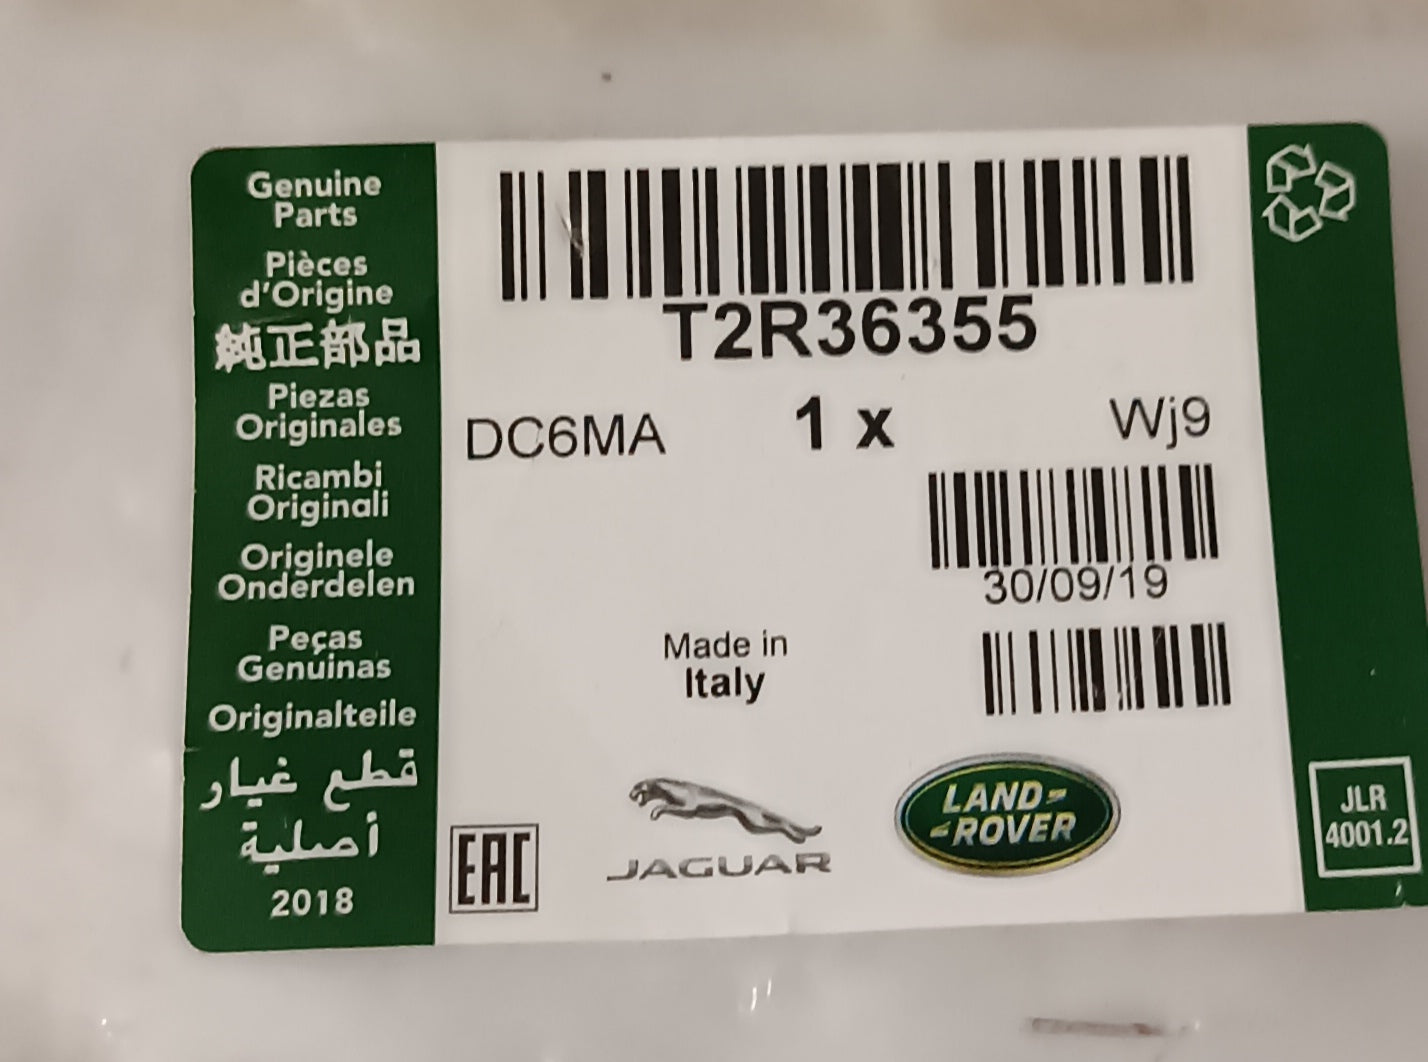 Genuine
Parts
Pièces
d'Origine
純正部品
Piezas
Originales
Ricambi
Originali
Originele
Onderdelen
Peças
Genuinas
Originalteile
قطع غيار
أصلية
2018
T2R36355
DC6MA 1 x Wj9
30/09/19
Made in
Italy
EAC
JAGUAR
LAND-
-ROVER
JLR
4001.2